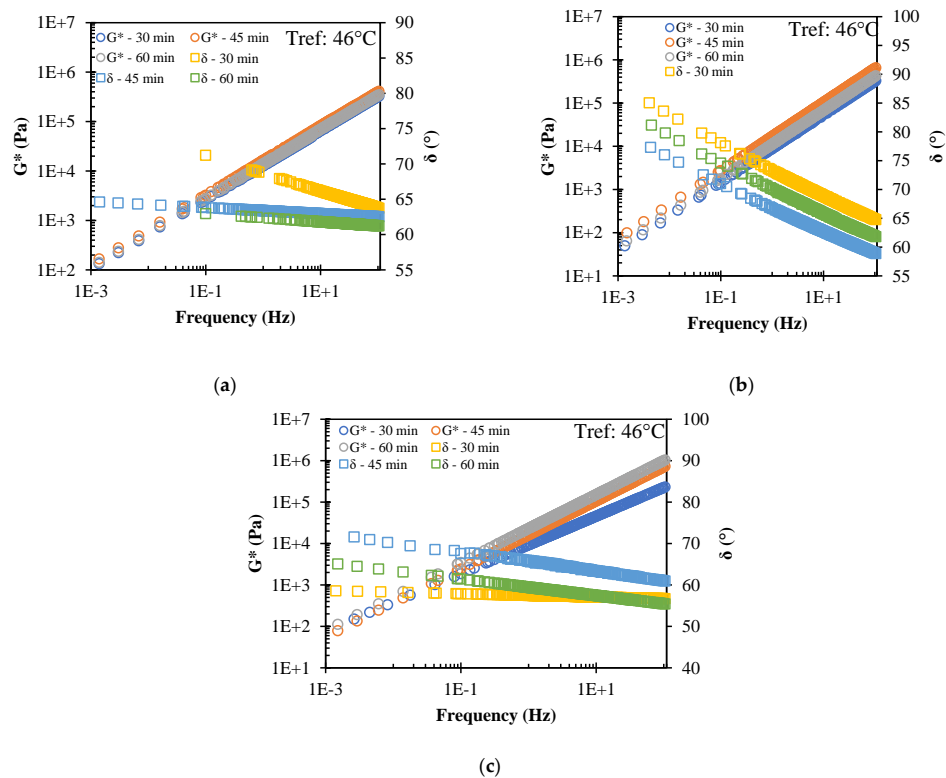 1E+7
1E+6
1E+5
1E+4
1E+3
1E+2
G* (Pa)
G* - 30 min
G* - 45 min
G* - 60 min
δ - 30 min
δ - 45 min
δ - 60 min
Tref: 46°C
90
85
80
75
70
65
60
55
δ (°)
1E-3
1E-1
1E+1
Frequency (Hz)
(a)
1E+7
1E+6
1E+5
1E+4
1E+3
1E+2
1E+1
G* (Pa)
G* - 30 min
G* - 45 min
G* - 60 min
δ - 30 min
Tref: 46°C
100
95
90
85
80
75
70
65
60
55
δ (°)
1E-3
1E-1
1E+1
Frequency (Hz)
(b)
1E+7
1E+6
1E+5
1E+4
1E+3
1E+2
1E+1
G* (Pa)
G* - 30 min
G* - 45 min
G* - 60 min
δ - 30 min
δ - 45 min
δ - 60 min
Tref: 46°C
100
90
80
70
60
50
40
δ (°)
1E-3
1E-1
1E+1
Frequency (Hz)
(c)